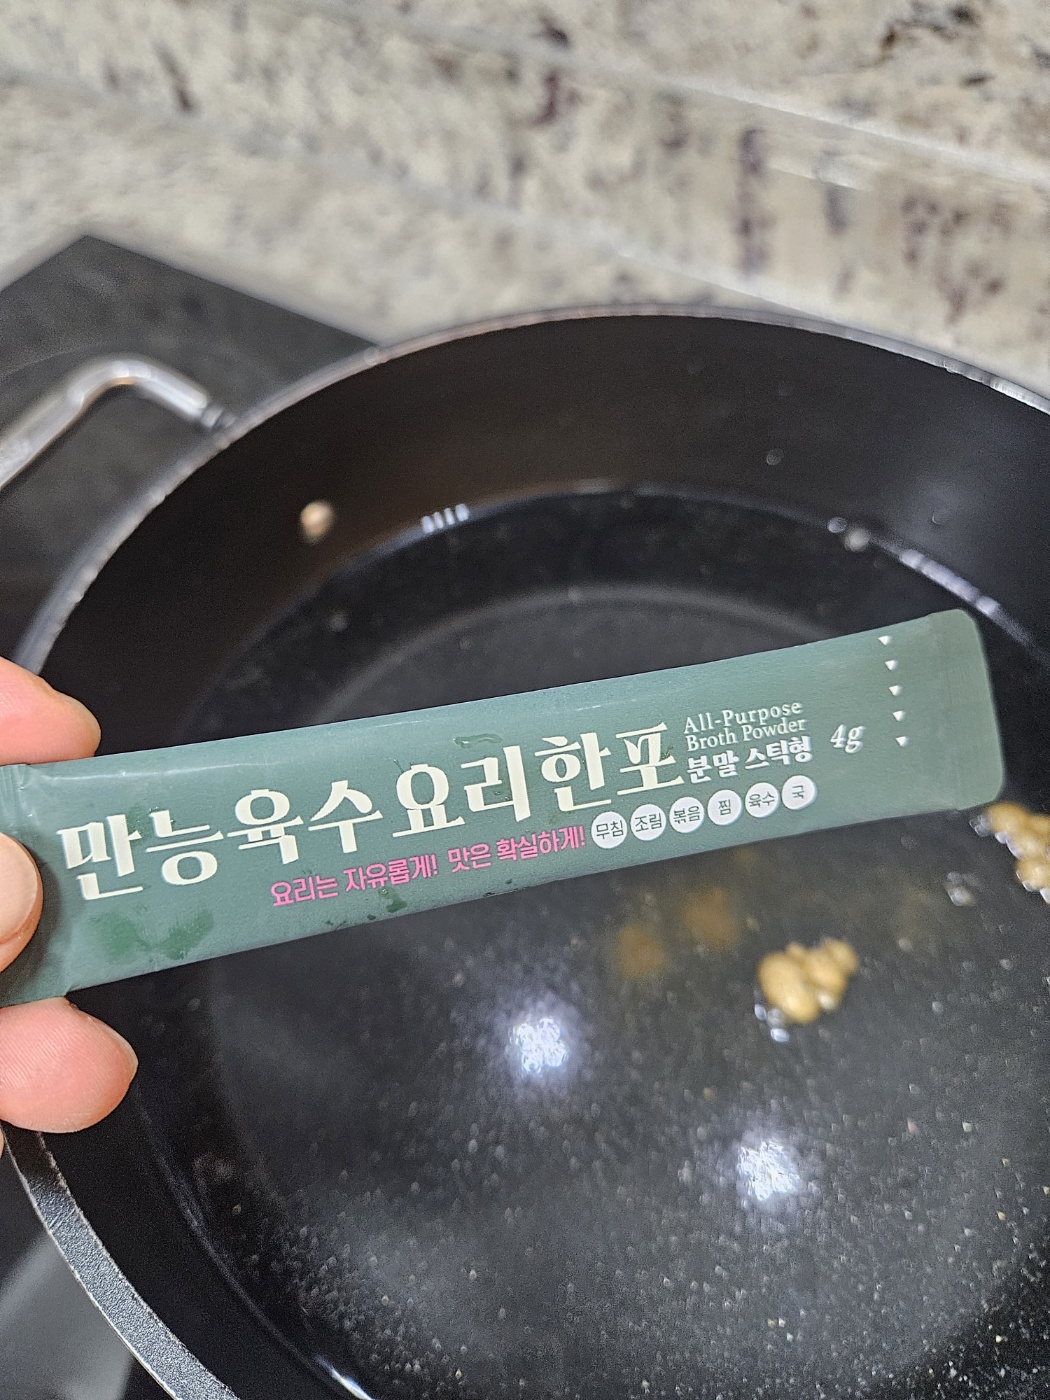 만능육수요리한포
All-Purpose
Broth Powder
분말 스틱형
4g
요리는 자유롭게! 맛은 확실하게!
무침 조림 볶음 찜 육수 국